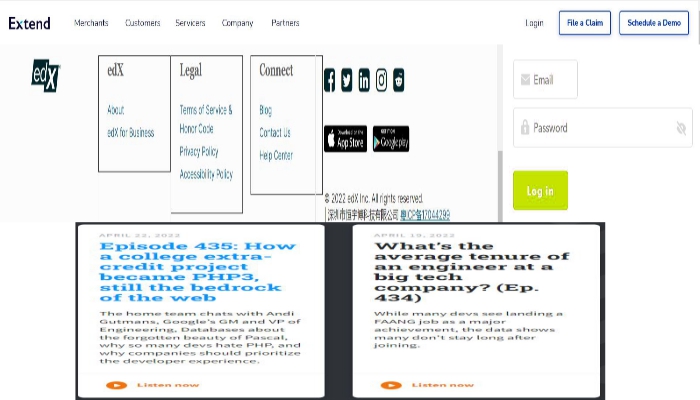 Extend
Merchants
Customers
Servicers
Company
Partners
Login
File a Claim
Schedule a Demo
edX
edX
Legal
Connect
About
edX for Business
Terms of Service &
Honor Code
Privacy Policy
Accessibility Policy
Blog
Contact Us
Help Center
Download on the
App Store
GET IT ON
Google play
© 2022 edX Inc. All rights reserved.
| 深圳市恒宇博科技有限公司 粤ICP备17044299
Email
Password
Log in
APRIL 22, 2022
Episode 435: How
a college extra-
credit project
became PHP3,
still the bedrock
of the web
The home team chats with Andi
Gutmans, Google's GM and VP of
Engineering, Databases about
the forgotten beauty of Pascal,
why so many devs hate PHP, and
why companies should prioritize
the developer experience.
Listen now
APRIL 19, 2022
What's the
average tenure of
an engineer at a
big tech
company? (Ep.
434)
While many devs see landing a
FAANG job as a major
achievement, the data shows
many don't stay long after
joining.
Listen now